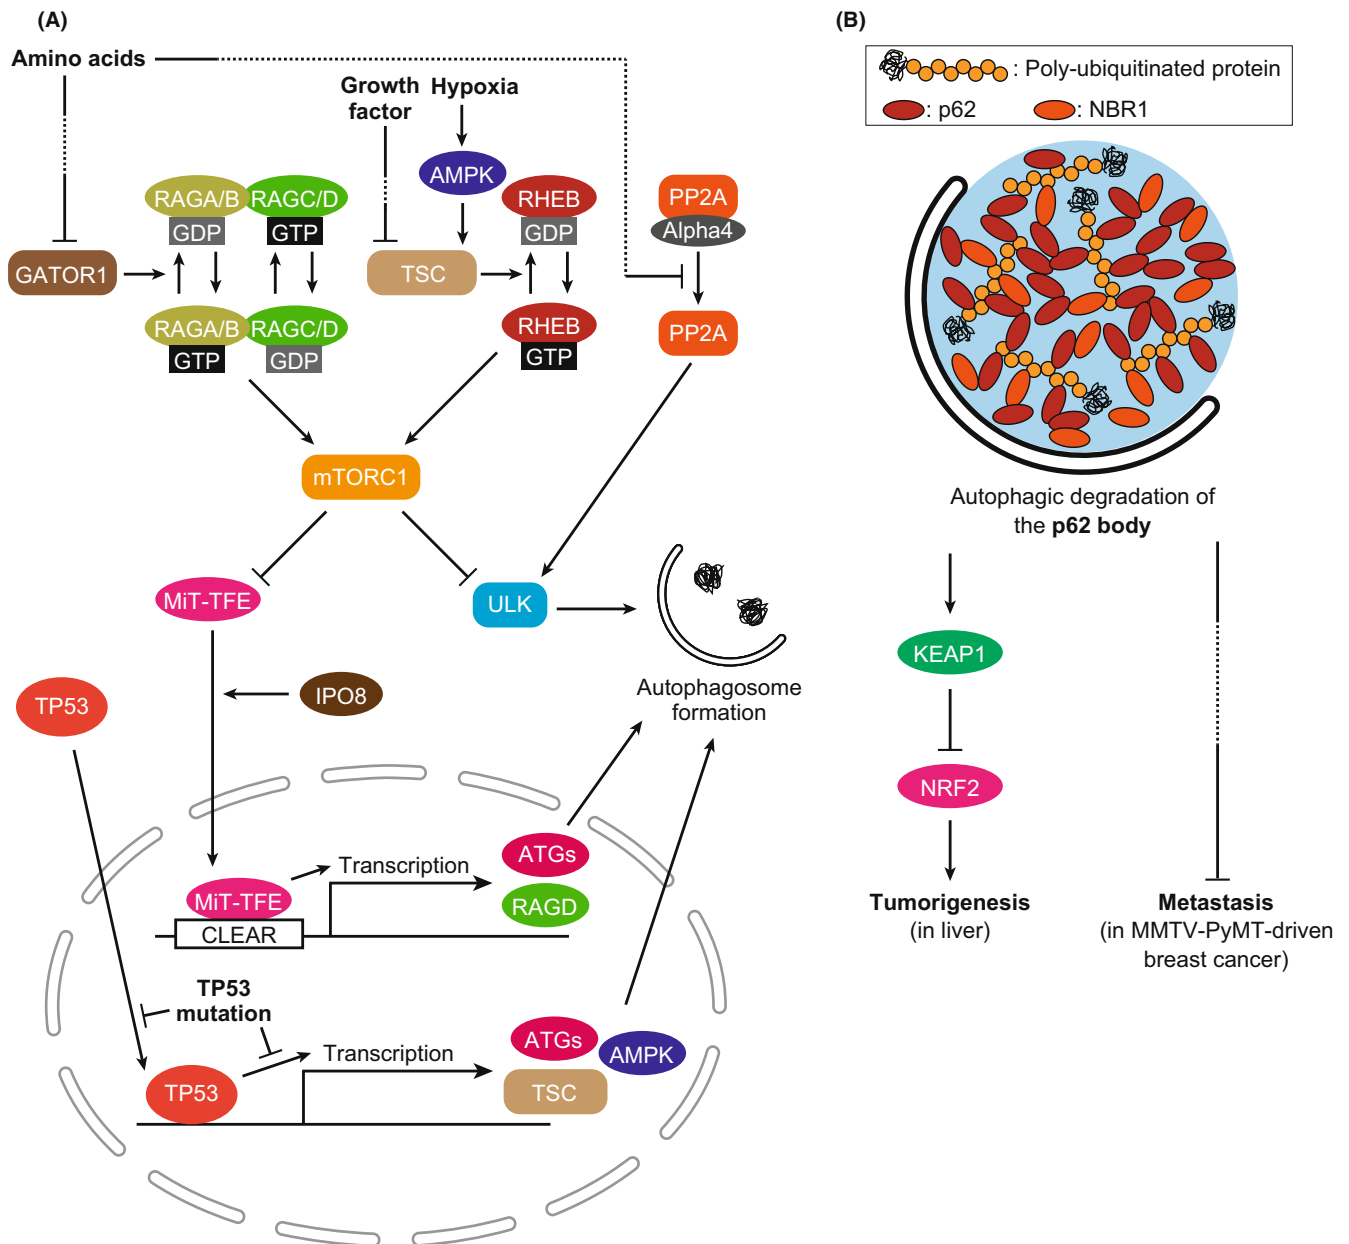 (A)
Amino acids
Growth
factor
Hypoxia
AMPK
RAGA/B
RAGC/D
GDP
GTP
RHEB
GDP
PP2A
Alpha4
GATOR1
TSC
RAGA/B
RAGC/D
GTP
GDP
RHEB
GTP
PP2A
mTORC1
MiT-TFE
ULK
Autophagosome
formation
TP53
IPO8
MiT-TFE
CLEAR
Transcription
ATGs
RAGD
TP53
mutation
TP53
Transcription
ATGs
AMPK
TSC
(B)
: Poly-ubiquitinated protein
: p62
: NBR1
Autophagic degradation of
the p62 body
KEAP1
NRF2
Tumorigenesis
(in liver)
Metastasis
(in MMTV-PyMT-driven
breast cancer)